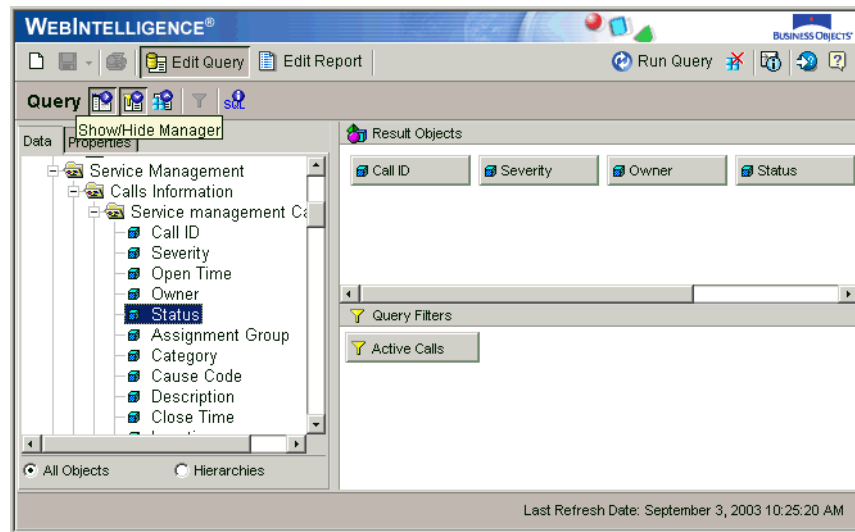 WEBINTELLIGENCE®
BUSINESS OBJECTS
Edit Query Edit Report Run Query
Query SQL
Show/Hide Manager
Data Properties
Service Management
Calls Information
Service management Ca
Call ID
Severity
Open Time
Owner
Status
Assignment Group
Category
Cause Code
Description
Close Time
All Objects Hierarchies
Result Objects
Call ID Severity Owner Status
Query Filters
Active Calls
Last Refresh Date: September 3, 2003 10:25:20 AM